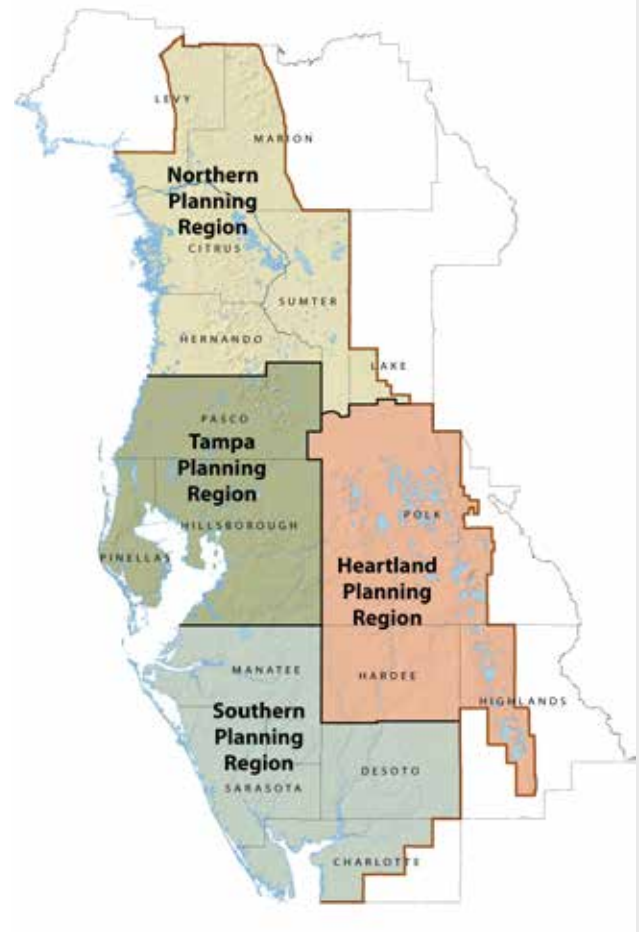 LEVY
MARION
Northern
Planning
Region
CITRUS
SUMTER
HERNANDO
LAKE
PASCO
Tampa
Planning
Region
HILLSBOROUGH
POLK
PINELLAS
Heartland
Planning
Region
MANATEE
HARDEE
HIGHLANDS
Southern
Planning
Region
DESOTO
SARASOTA
CHARLOTTE